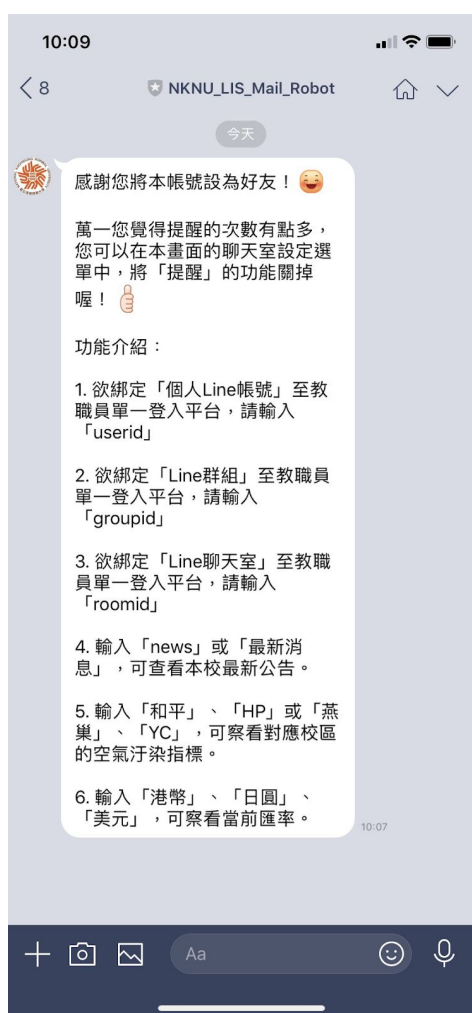 10:09
8
NKNU_LIS_Mail_Robot
今天
感謝您將本帳號設為好友！
萬一您覺得提醒的次數有點多，
您可以在本畫面的聊天室設定選
單中，將「提醒」的功能關掉
喔！
功能介紹：
1. 欲綁定「個人Line帳號」至教
職員單一登入平台，請輸入
「userid」
2. 欲綁定「Line群組」至教職員
單一登入平台，請輸入
「groupid」
3. 欲綁定「Line聊天室」至教職
員單一登入平台，請輸入
「roomid」
4. 輸入「news」或「最新消
息」，可查看本校最新公告。
5. 輸入「和平」、「HP」或「燕
巢」、「YC」，可察看對應校區
的空氣汙染指標。
6. 輸入「港幣」、「日圓」、
「美元」，可察看當前匯率。
10:07
Aa